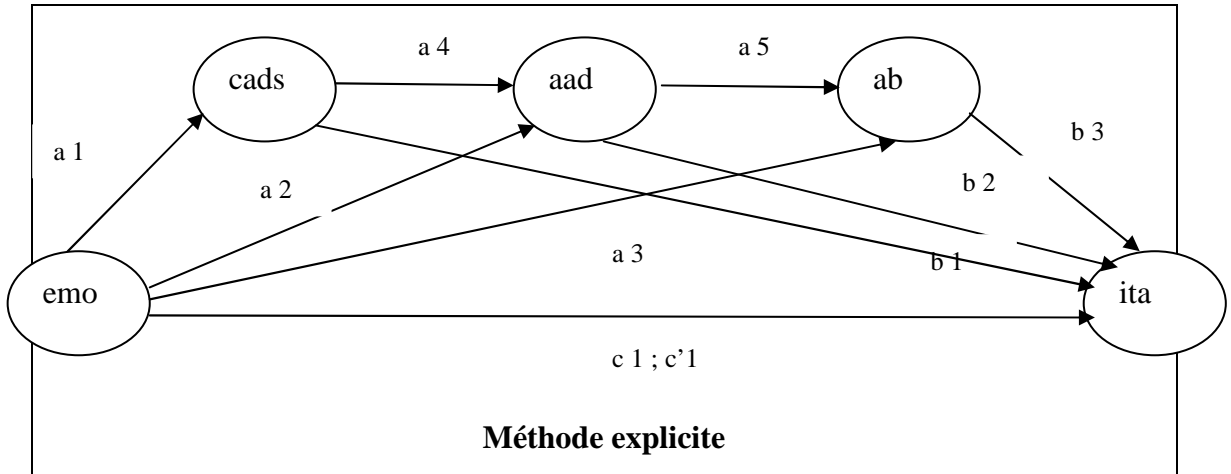 a 4
a 5
cads
aad
ab
a 1
b 3
a 2
b 2
a 3
b 1
emo
ita
c 1 ; c’1
Méthode explicite